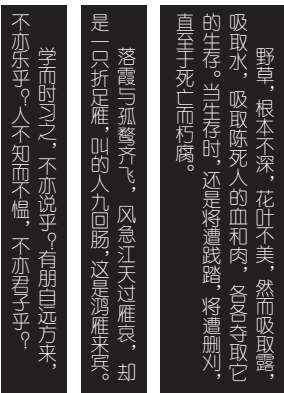 野草，根本不深，花叶不美，然而吸取露，
吸取水，吸取陈死人的血和肉，各各夺取它
的生存。当生存时，还是将遭践踏，将遭删刈，
直至于死亡而朽腐。
落霞与孤鹜齐飞，风急江天过雁哀，却
是一只折足雁，叫的人九回肠，这是鸿雁来宾。
学而时习之，不亦说乎？有朋自远方来，
不亦乐乎？人不知而不愠，不亦君子乎？